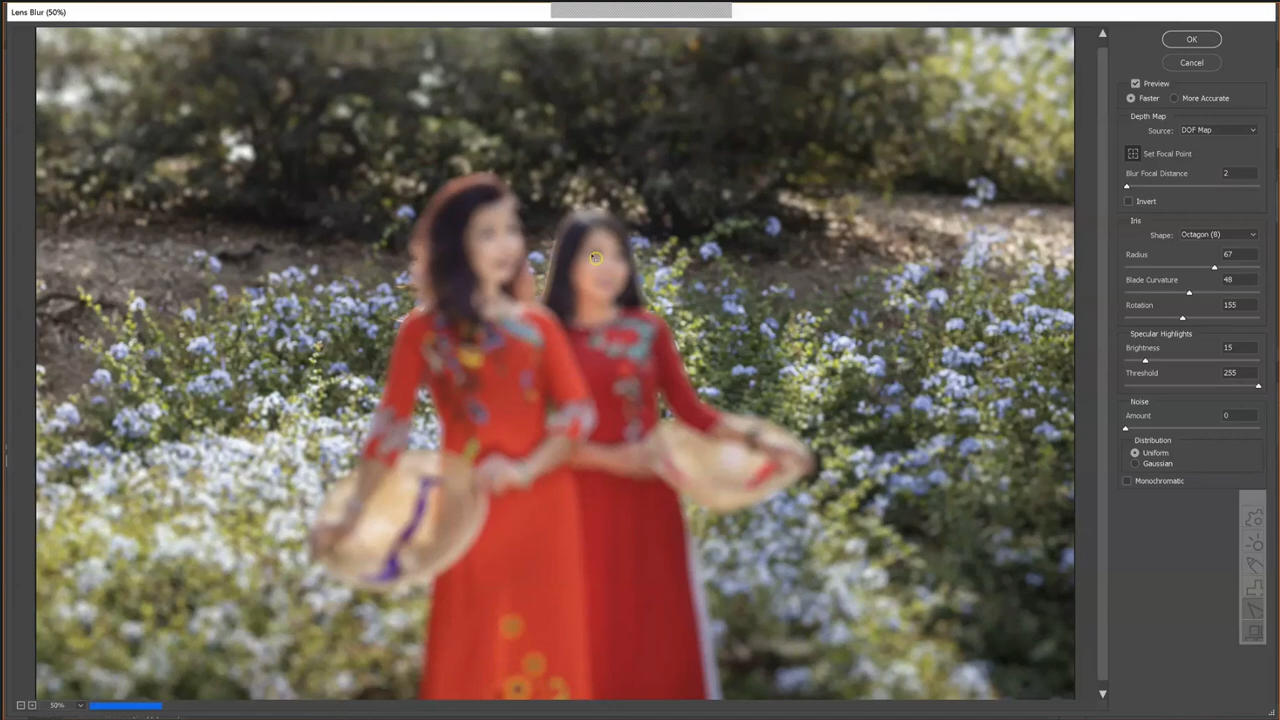 Lens Blur (50%)
OK
Cancel
Preview
Faster
More Accurate
Depth Map
Source: DOF Map
Set Focal Point
Blur Focal Distance 2
Invert
Iris
Shape: Octagon (8)
Radius 67
Blade Curvature 48
Rotation 155
Specular Highlights
Brightness 15
Threshold 255
Noise
Amount 0
Distribution
Uniform
Gaussian
Monochromatic
50%